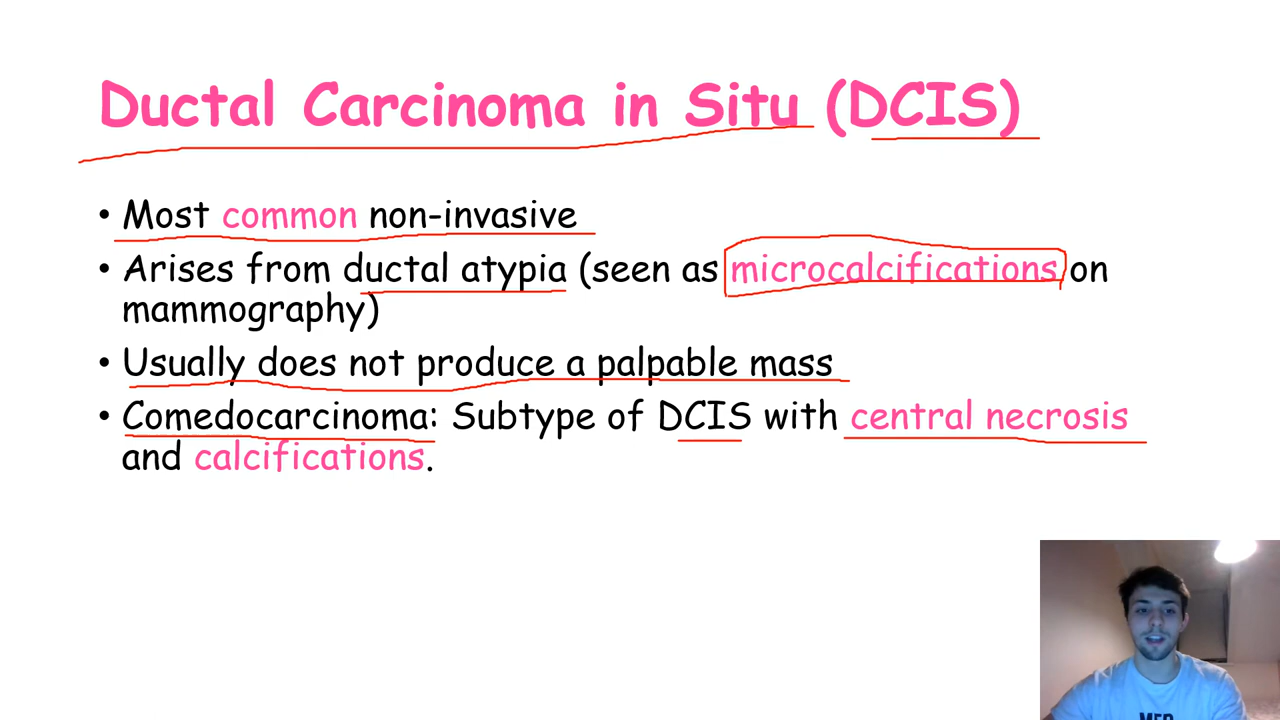 Ductal Carcinoma in Situ (DCIS)
• Most common non-invasive
• Arises from ductal atypia (seen as microcalcifications on
mammography)
• Usually does not produce a palpable mass
• Comedocarcinoma: Subtype of DCIS with central necrosis
and calcifications.